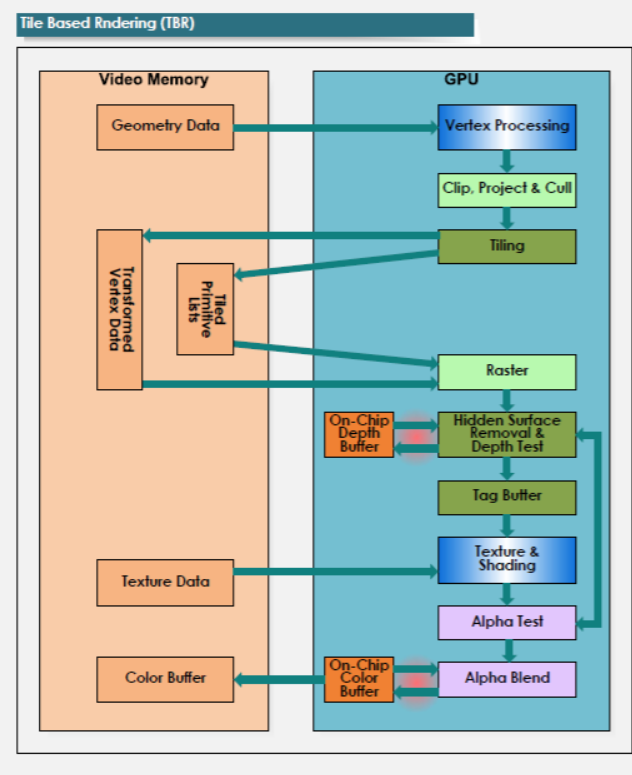 Tile Based Rndering (TBR)
Video Memory
GPU
Geometry Data
Vertex Processing
Clip, Project & Cull
Tiling
Transformed
Vertex Data
Tiled
Primitive
Lists
Raster
On-Chip
Depth
Buffer
Hidden Surface
Removal &
Depth Test
Tag Buffer
Texture &
Shading
Texture Data
Alpha Test
Color Buffer
On-Chip
Color
Buffer
Alpha Blend